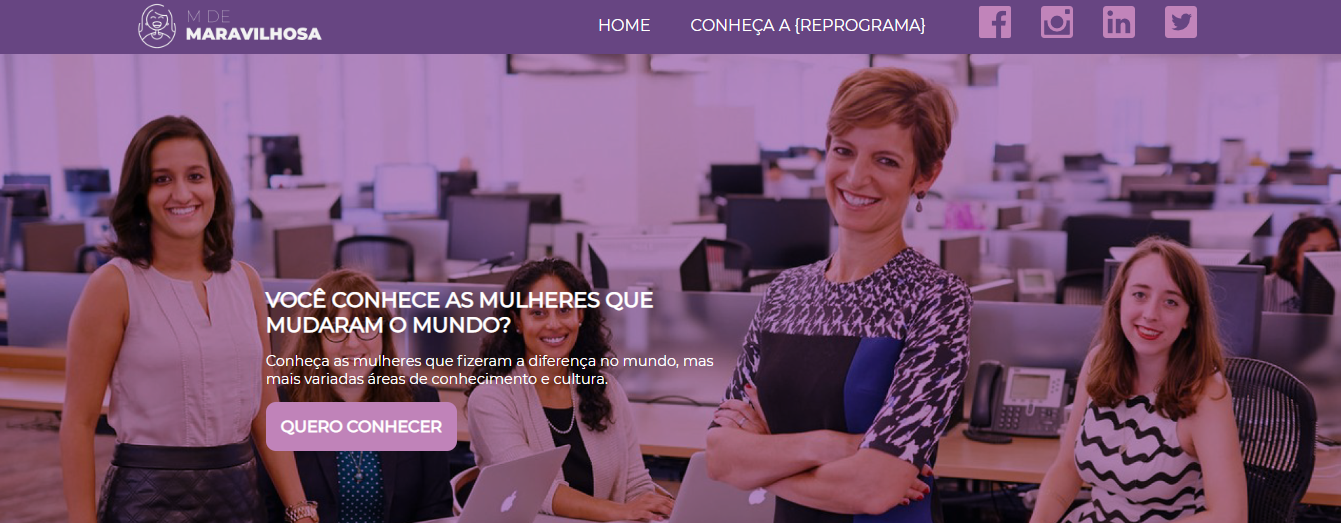 M DE
MARAVILHOSA
HOME
CONHEÇA A {REPROGRAMA}
VOCÊ CONHECE AS MULHERES QUE
MUDARAM O MUNDO?
Conheça as mulheres que fizeram a diferença no mundo, mas
mais variadas áreas de conhecimento e cultura.
QUERO CONHECER